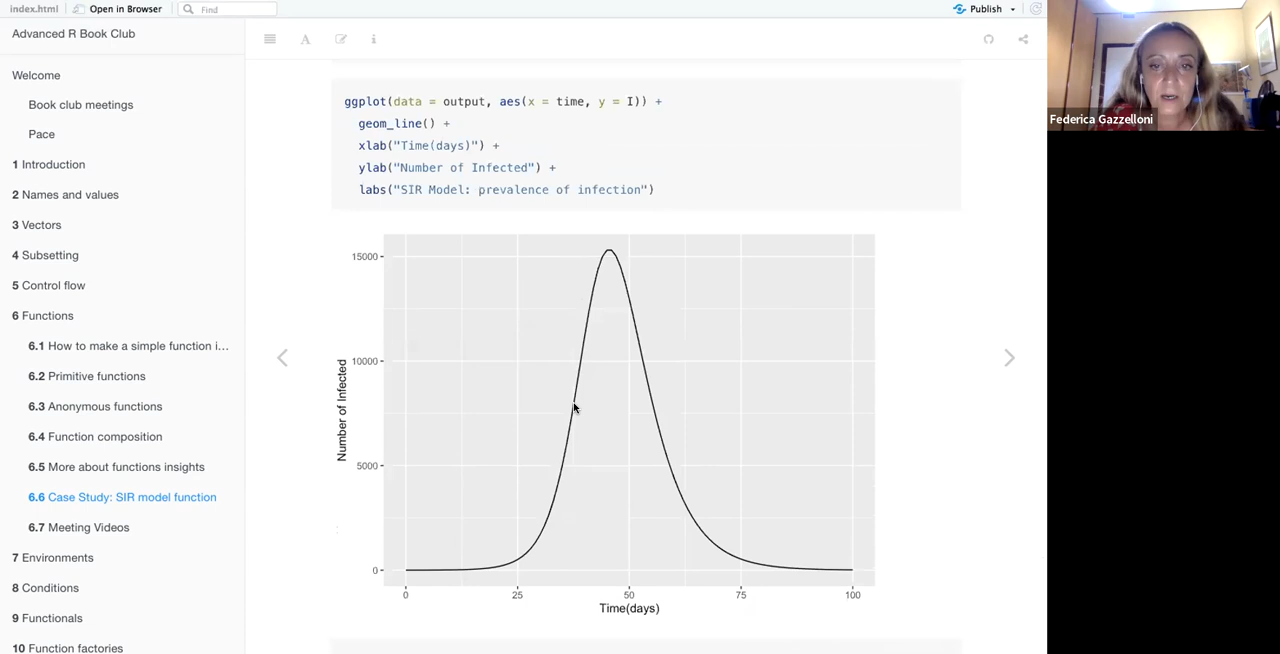 index.html
Open in Browser
Find
Publish
Advanced R Book Club
Welcome
Book club meetings
Pace
1 Introduction
2 Names and values
3 Vectors
4 Subsetting
5 Control flow
6 Functions
6.1 How to make a simple function i...
6.2 Primitive functions
6.3 Anonymous functions
6.4 Function composition
6.5 More about functions insights
6.6 Case Study: SIR model function
6.7 Meeting Videos
7 Environments
8 Conditions
9 Functionals
10 Function factories
A
i
ggplot(data = output, aes(x = time, y = I)) +
geom_line() +
xlab("Time(days)") +
ylab("Number of Infected") +
labs("SIR Model: prevalence of infection")
15000
10000
5000
0
Number of Infected
0 25 50 75 100
Time(days)
Federica Gazzelloni